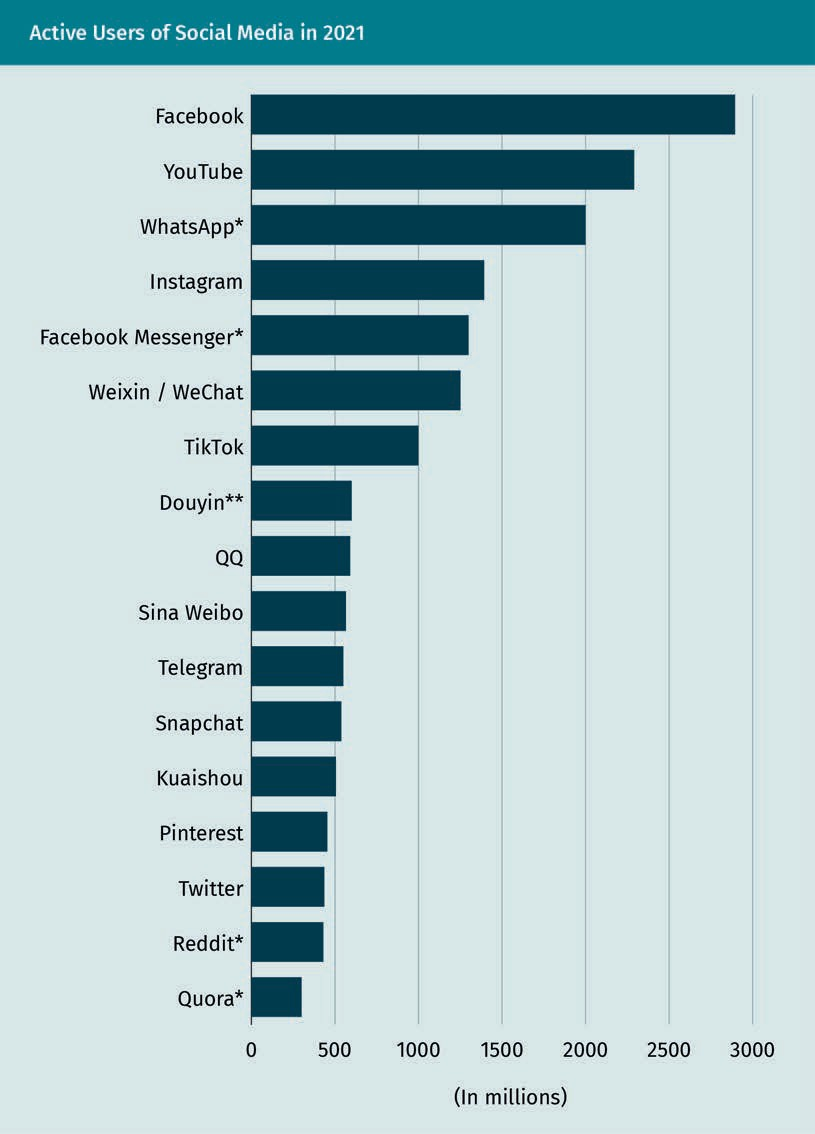 Active Users of Social Media in 2021
Facebook
YouTube
WhatsApp*
Instagram
Facebook Messenger*
Weixin / WeChat
TikTok
Douyin**
QQ
Sina Weibo
Telegram
Snapchat
Kuaishou
Pinterest
Twitter
Reddit*
Quora*
0 500 1000 1500 2000 2500 3000
(In millions)